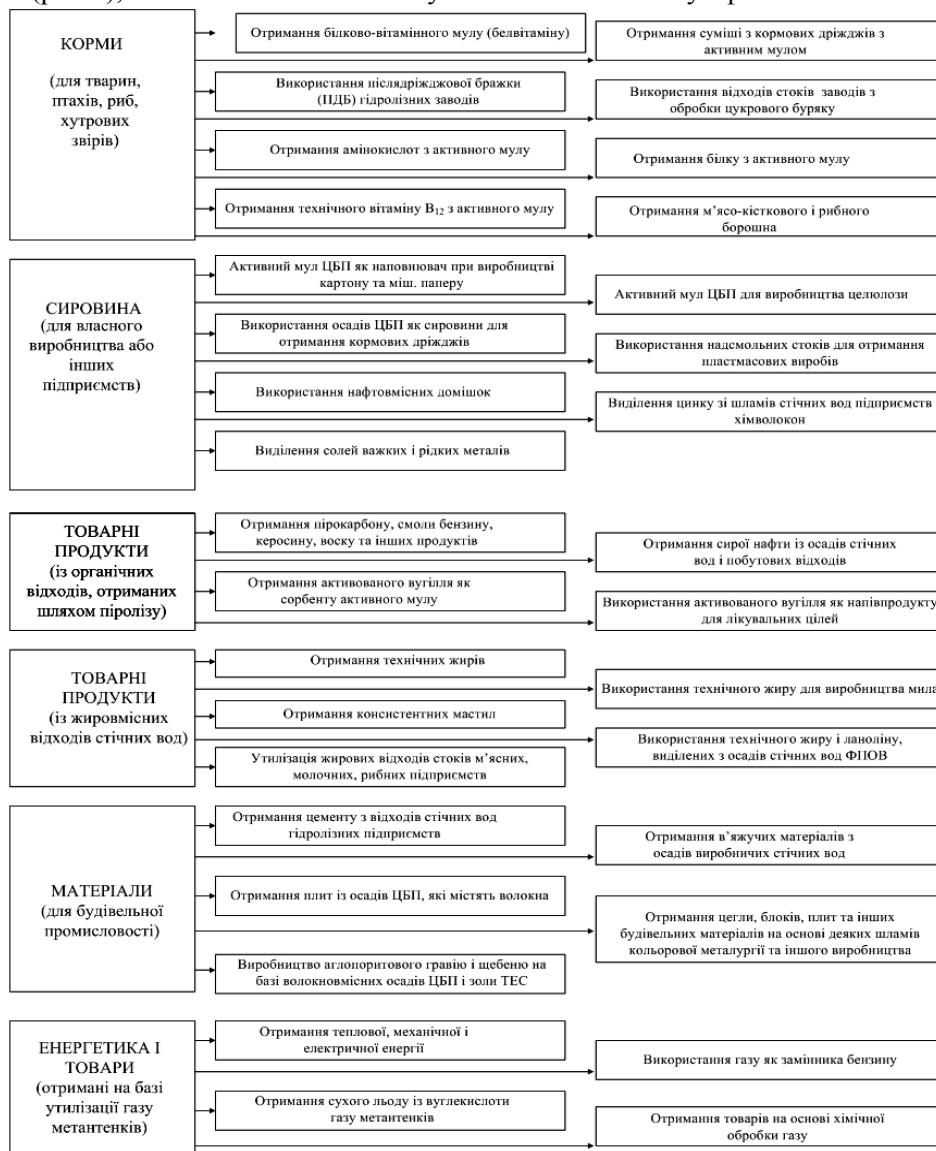 КОРМИ
(для тварин,
птахів, риб,
хутрових
звірів)
Отримання білково-вітамінного мулу (белвітаміну)
Отримання суміші з кормових дріжджів з
активним мулом
Використання післядріжджової бражки
(ПДБ) гідролізних заводів
Використання відходів стоків заводів з
обробки цукрового буряку
Отримання амінокислот з активного мулу
Отримання білку з активного мулу
Отримання технічного вітаміну В12 з активного мулу
Отримання м’ясо-кісткового і рибного
борошна
СИРОВИНА
(для власного
виробництва або
інших
підприємств)
Активний мул ЦБП як наповнювач при виробництві
картону та міш. паперу
Активний мул ЦБП для виробництва целюлози
Використання осадів ЦБП як сировини для
отримання кормових дріжджів
Використання надсмольних стоків для отримання
пластмасових виробів
Використання нафтовмісних домішок
Виділення цинку зі шламів стічних вод підприємств
хімволокон
Виділення солей важких і рідких металів
ТОВАРНІ
ПРОДУКТИ
(із органічних
відходів, отриманих
шляхом піролізу)
Отримання пірокарбону, смоли бензину,
керосину, воску та інших продуктів
Отримання сирої нафти із осадів стічних
вод і побутових відходів
Отримання активованого вугілля як
сорбенту активного мулу
Використання активованого вугілля як напівпродукту
для лікувальних цілей
ТОВАРНІ
ПРОДУКТИ
(із жировмісних
відходів стічних вод)
Отримання технічних жирів
Використання технічного жиру для виробництва мила
Отримання консистентних мастил
Використання технічного жиру і ланоліну,
виділених з осадів стічних вод ФПОВ
Утилізація жирових відходів стоків м’ясних,
молочних, рибних підприємств
МАТЕРІАЛИ
(для будівельної
промисловості)
Отримання цементу з відходів стічних вод
гідролізних підприємств
Отримання в’яжучих матеріалів з
осадів виробничих стічних вод
Отримання плит із осадів ЦБП, які містять волокна
Отримання цегли, блоків, плит та інших
будівельних матеріалів на основі деяких шламів
кольорової металургії та іншого виробництва
Виробництво аглопоритового гравію і щебеню на
базі волокновмісних осадів ЦБП і золи ТЕС
ЕНЕРГЕТИКА І
ТОВАРИ
(отримані на базі
утилізації газу
метантенків)
Отримання теплової, механічної і
електричної енергії
Використання газу як замінника бензину
Отримання сухого льоду із вуглекислоти
газу метантенків
Отримання товарів на основі хімічної
обробки газу